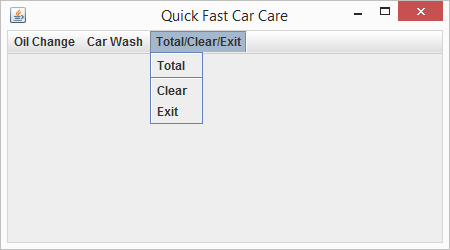 Quick Fast Car Care
Oil Change Car Wash Total/Clear/Exit
Total
Clear
Exit